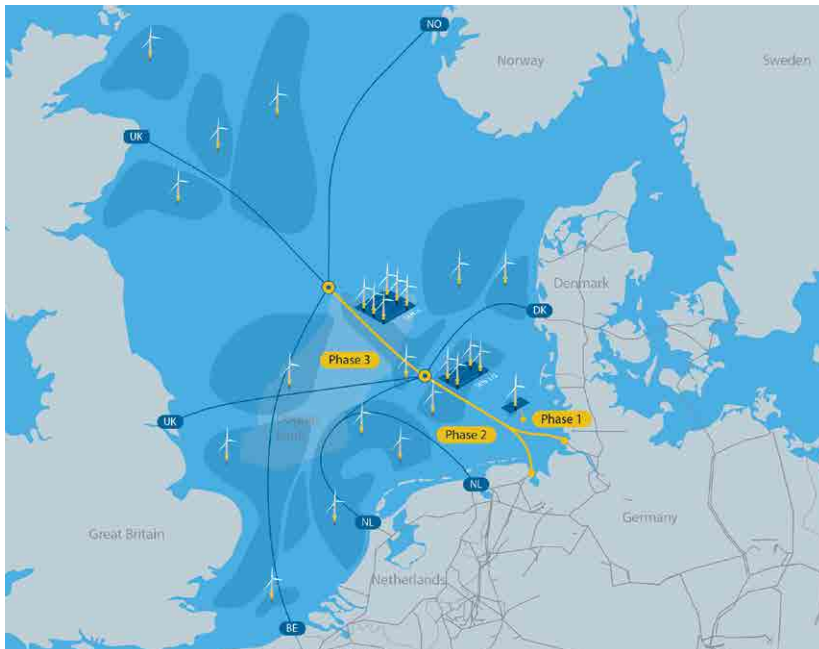 NO
Norway
Sweden
UK
Denmark
DK
Phase 3
UK
Phase 1
Phase 2
NL
NL
Great Britain
Germany
Netherlands
BE